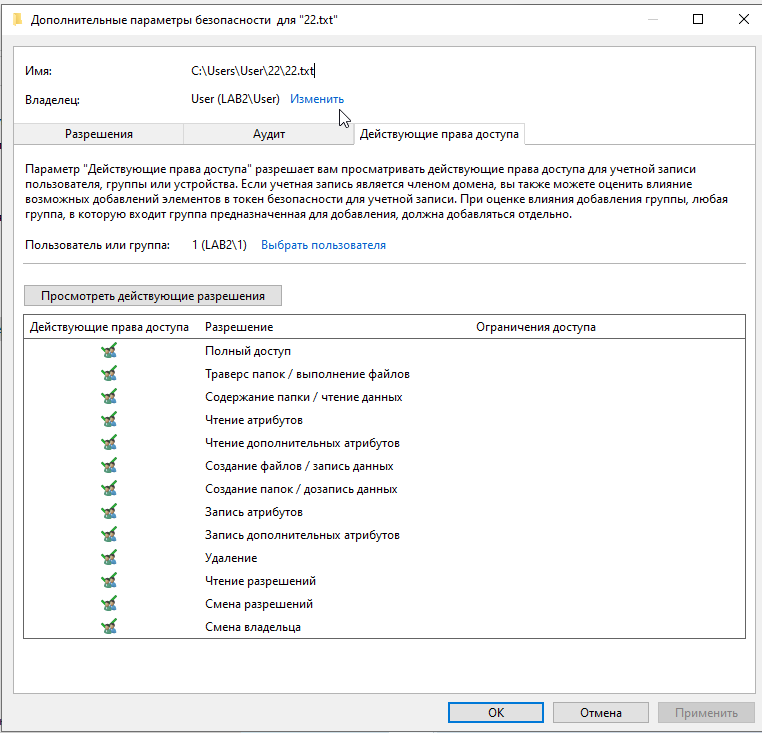 Дополнительные параметры безопасности для "22.txt"
Имя: C:\Users\User\22\22.txt
Владелец: User (LAB2\User) Изменить
Разрешения Аудит Действующие права доступа
Параметр "Действующие права доступа" разрешает вам просматривать действующие права доступа для учетной записи
пользователя, группы или устройства. Если учетная запись является членом домена, вы также можете оценить влияние
возможных добавлений элементов в токен безопасности для учетной записи. При оценке влияния добавления группы, любая
группа, в которую входит группа предназначенная для добавления, должна добавляться отдельно.
Пользователь или группа: 1 (LAB2\1) Выбрать пользователя
Просмотреть действующие разрешения
Действующие права доступа Разрешение Ограничения доступа
Полный доступ
Траверс папок / выполнение файлов
Содержание папки / чтение данных
Чтение атрибутов
Чтение дополнительных атрибутов
Создание файлов / запись данных
Создание папок / дозапись данных
Запись атрибутов
Запись дополнительных атрибутов
Удаление
Чтение разрешений
Смена разрешений
Смена владельца
ОК Отмена Применить